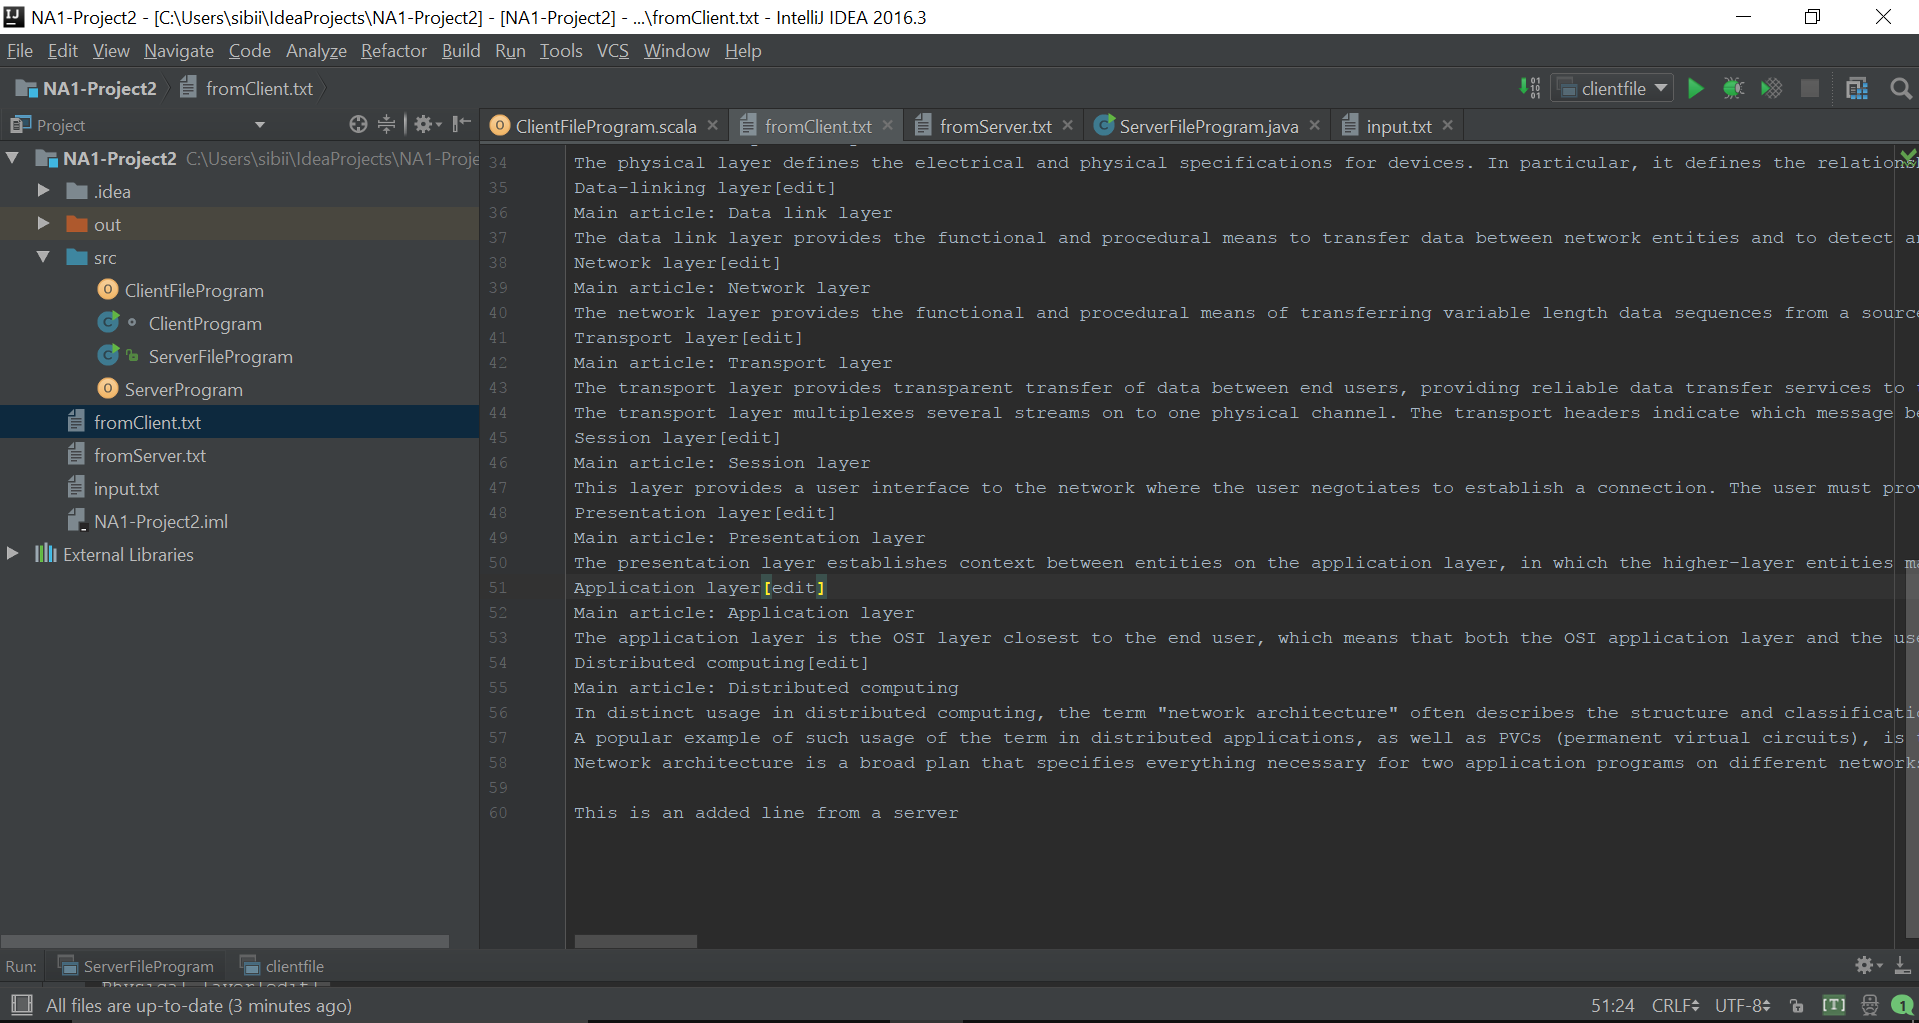 NA1-Project2 - [C:\Users\sibii\IdeaProjects\NA1-Project2] - [NA1-Project2] - ...\fromClient.txt - IntelliJ IDEA 2016.3
File Edit View Navigate Code Analyze Refactor Build Run Tools VCS Window Help
NA1-Project2 fromClient.txt
clientfile
Project
ClientFileProgram.scala fromClient.txt fromServer.txt ServerFileProgram.java input.txt
NA1-Project2 C:\Users\sibii\IdeaProjects\NA1-Proje
.idea
out
src
ClientFileProgram
ClientProgram
ServerFileProgram
ServerProgram
fromClient.txt
fromServer.txt
input.txt
NA1-Project2.iml
External Libraries
34 The physical layer defines the electrical and physical specifications for devices. In particular, it defines the relations
35 Data-linking layer[edit]
36 Main article: Data link layer
37 The data link layer provides the functional and procedural means to transfer data between network entities and to detect
38 Network layer[edit]
39 Main article: Network layer
40 The network layer provides the functional and procedural means of transferring variable length data sequences from a source
41 Transport layer[edit]
42 Main article: Transport layer
43 The transport layer provides transparent transfer of data between end users, providing reliable data transfer services to
44 The transport layer multiplexes several streams on to one physical channel. The transport headers indicate which message be
45 Session layer[edit]
46 Main article: Session layer
47 This layer provides a user interface to the network where the user negotiates to establish a connection. The user must pro
48 Presentation layer[edit]
49 Main article: Presentation layer
50 The presentation layer establishes context between entities on the application layer, in which the higher-layer entities ma
51 Application layer[edit]
52 Main article: Application layer
53 The application layer is the OSI layer closest to the end user, which means that both the OSI application layer and the use
54 Distributed computing[edit]
55 Main article: Distributed computing
56 In distinct usage in distributed computing, the term "network architecture" often describes the structure and classificati
57 A popular example of such usage of the term in distributed applications, as well as PVCs (permanent virtual circuits), is
58 Network architecture is a broad plan that specifies everything necessary for two application programs on different network
59
60 This is an added line from a server
Run: ServerFileProgram clientfile
All files are up-to-date (3 minutes ago)
51:24 CRLF UTF-8 [T] 1